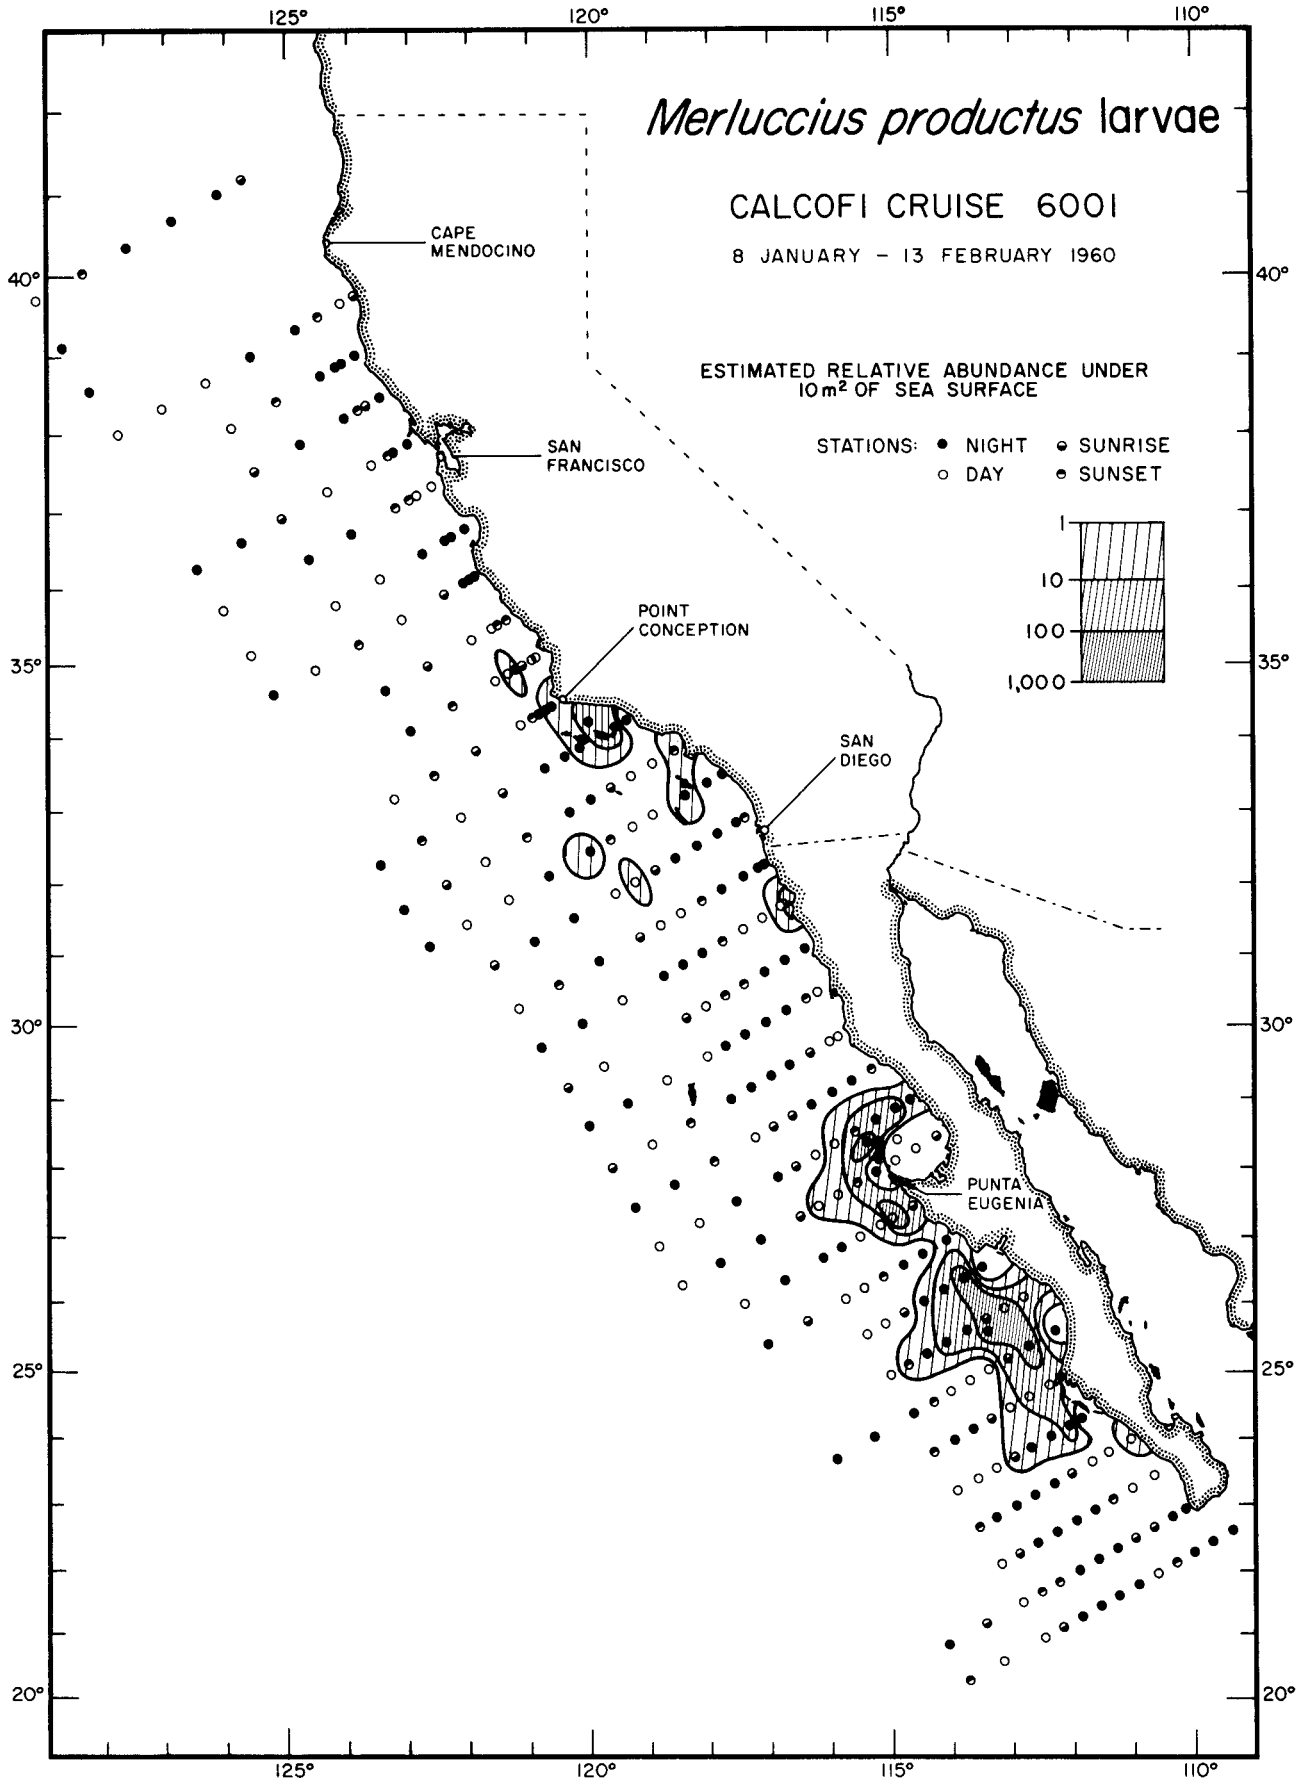 125° 120° 115° 110°
Merluccius productus larvae
CALCOFI CRUISE 6001
8 JANUARY – 13 FEBRUARY 1960
CAPE
MENDOCINO
40° 40°
ESTIMATED RELATIVE ABUNDANCE UNDER
10m² OF SEA SURFACE
STATIONS: ● NIGHT ◒ SUNRISE
○ DAY ◓ SUNSET
SAN
FRANCISCO
1
10
100
1,000
POINT
CONCEPTION
35° 35°
SAN
DIEGO
30° 30°
PUNTA
EUGENIA
25° 25°
20° 20°
125° 120° 115° 110°